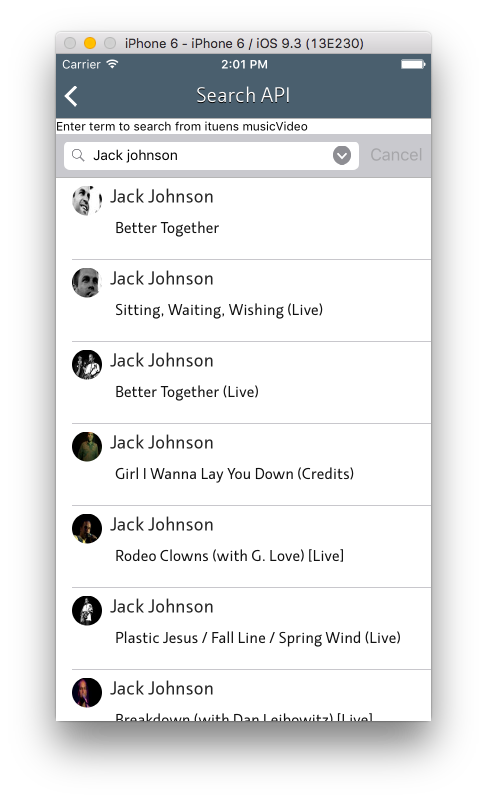 iPhone 6 - iPhone 6 / iOS 9.3 (13E230)
Carrier 2:01 PM
Search API
Enter term to search from ituens musicVideo
Jack johnson Cancel
Jack Johnson
Better Together
Jack Johnson
Sitting, Waiting, Wishing (Live)
Jack Johnson
Better Together (Live)
Jack Johnson
Girl I Wanna Lay You Down (Credits)
Jack Johnson
Rodeo Clowns (with G. Love) [Live]
Jack Johnson
Plastic Jesus / Fall Line / Spring Wind (Live)
Jack Johnson
Breakdown (with Dan Leibowitz) [Live]